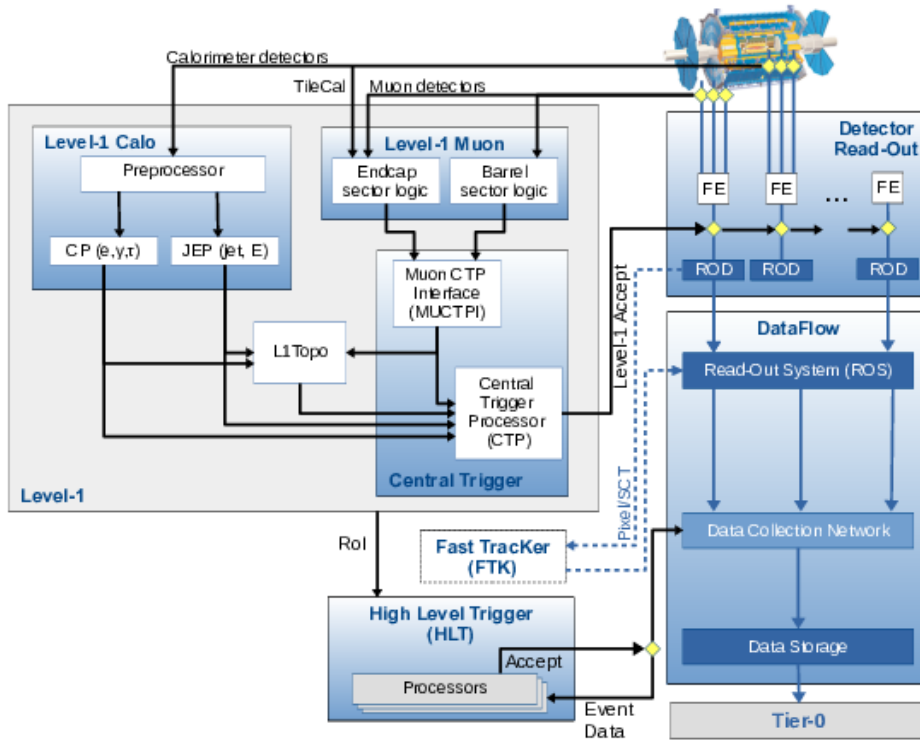 Calorimeter detectors
TileCal
Muon detectors
Level-1 Calo
Preprocessor
CP (e,γ,τ)
JEP (jet, E)
Level-1 Muon
Endcap
sector logic
Barrel
sector logic
Detector
Read-Out
FE
FE
...
FE
ROD
ROD
ROD
Muon CTP
Interface
(MUCTPI)
L1Topo
Central
Trigger
Processor
(CTP)
Central Trigger
Level-1
Level-1 Accept
Pixel/SCT
DataFlow
Read-Out System (ROS)
Data Collection Network
Data Storage
Tier-0
RoI
Fast TracKer
(FTK)
High Level Trigger
(HLT)
Accept
Processors
Event
Data